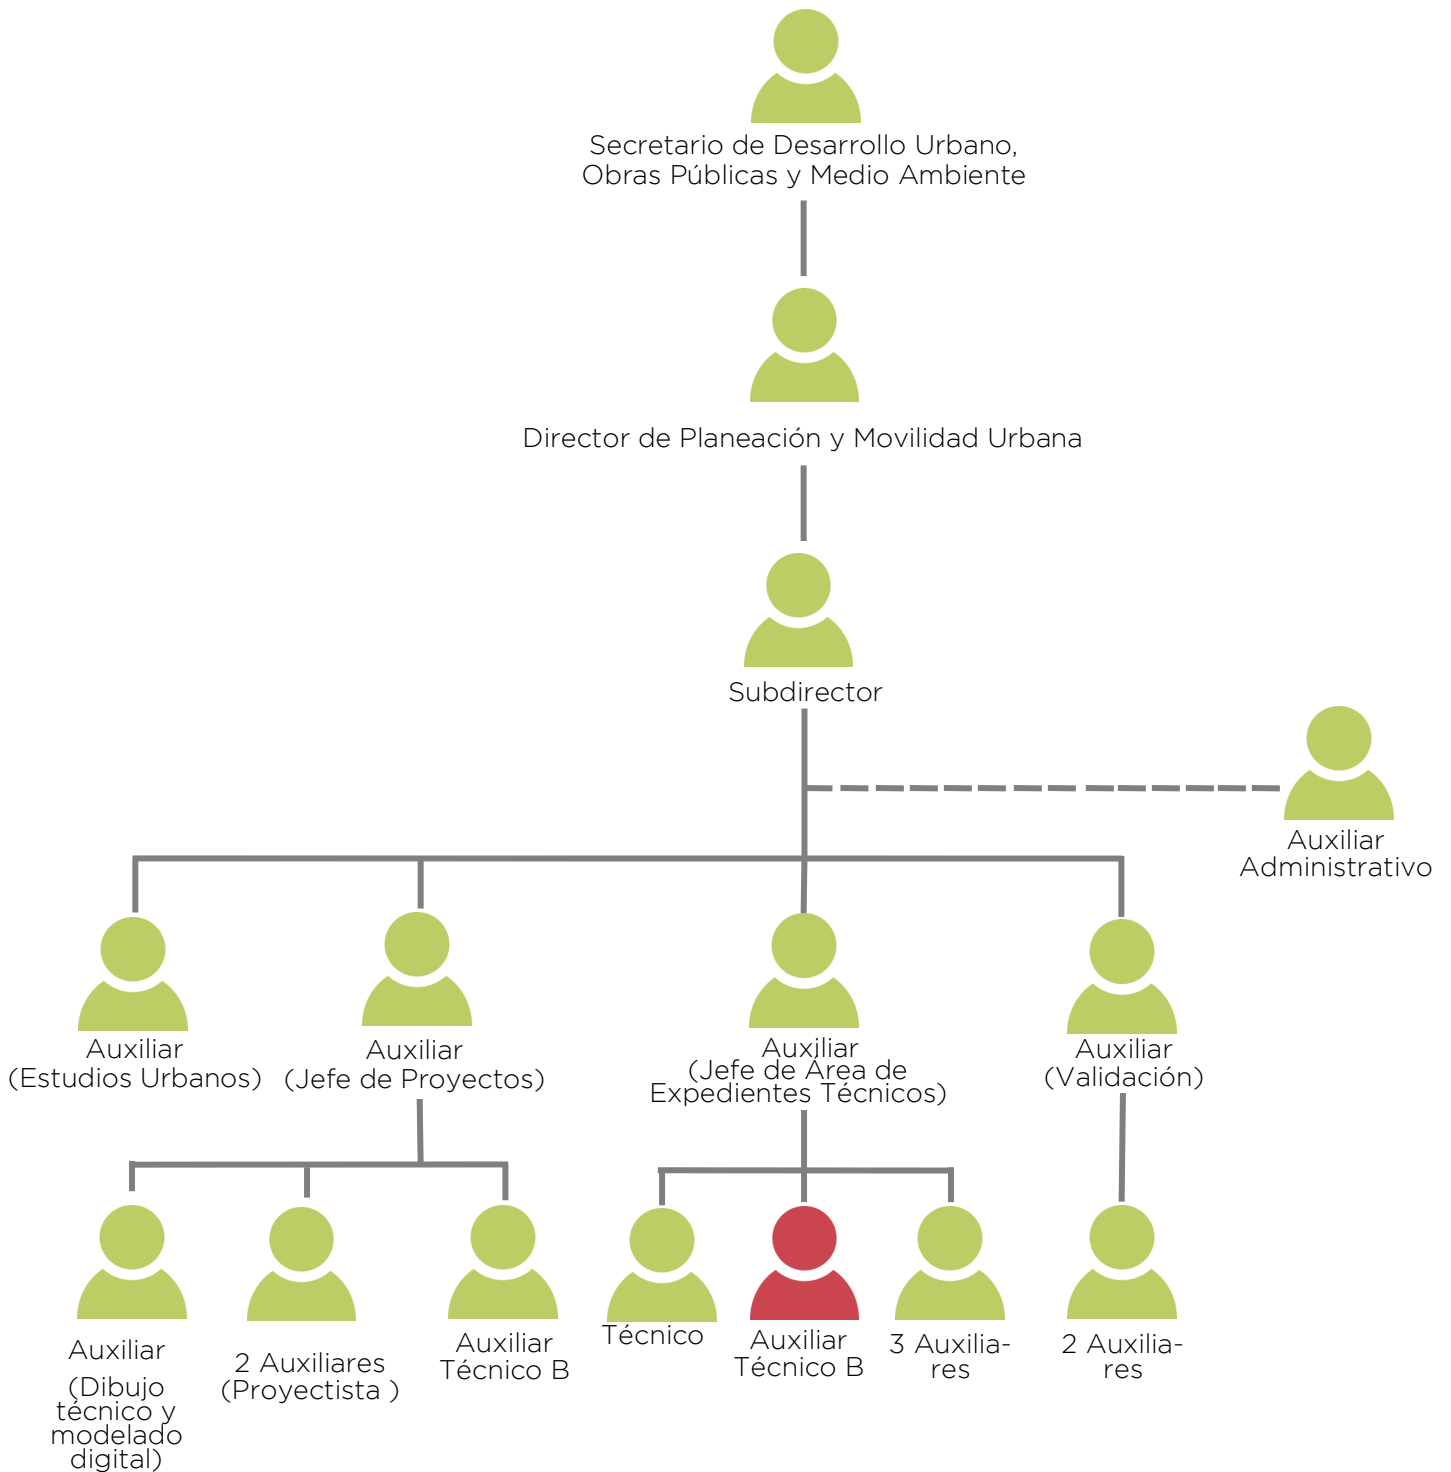 Secretario de Desarrollo Urbano,
Obras Públicas y Medio Ambiente
Director de Planeación y Movilidad Urbana
Subdirector
Auxiliar
Administrativo
Auxiliar
(Estudios Urbanos)
Auxiliar
(Jefe de Proyectos)
Auxiliar
(Jefe de Área de
Expedientes Técnicos)
Auxiliar
(Validación)
Auxiliar
(Dibujo
técnico y
modelado
digital)
2 Auxiliares
(Proyectista )
Auxiliar
Técnico B
Técnico
Auxiliar
Técnico B
3 Auxilia-
res
2 Auxilia-
res